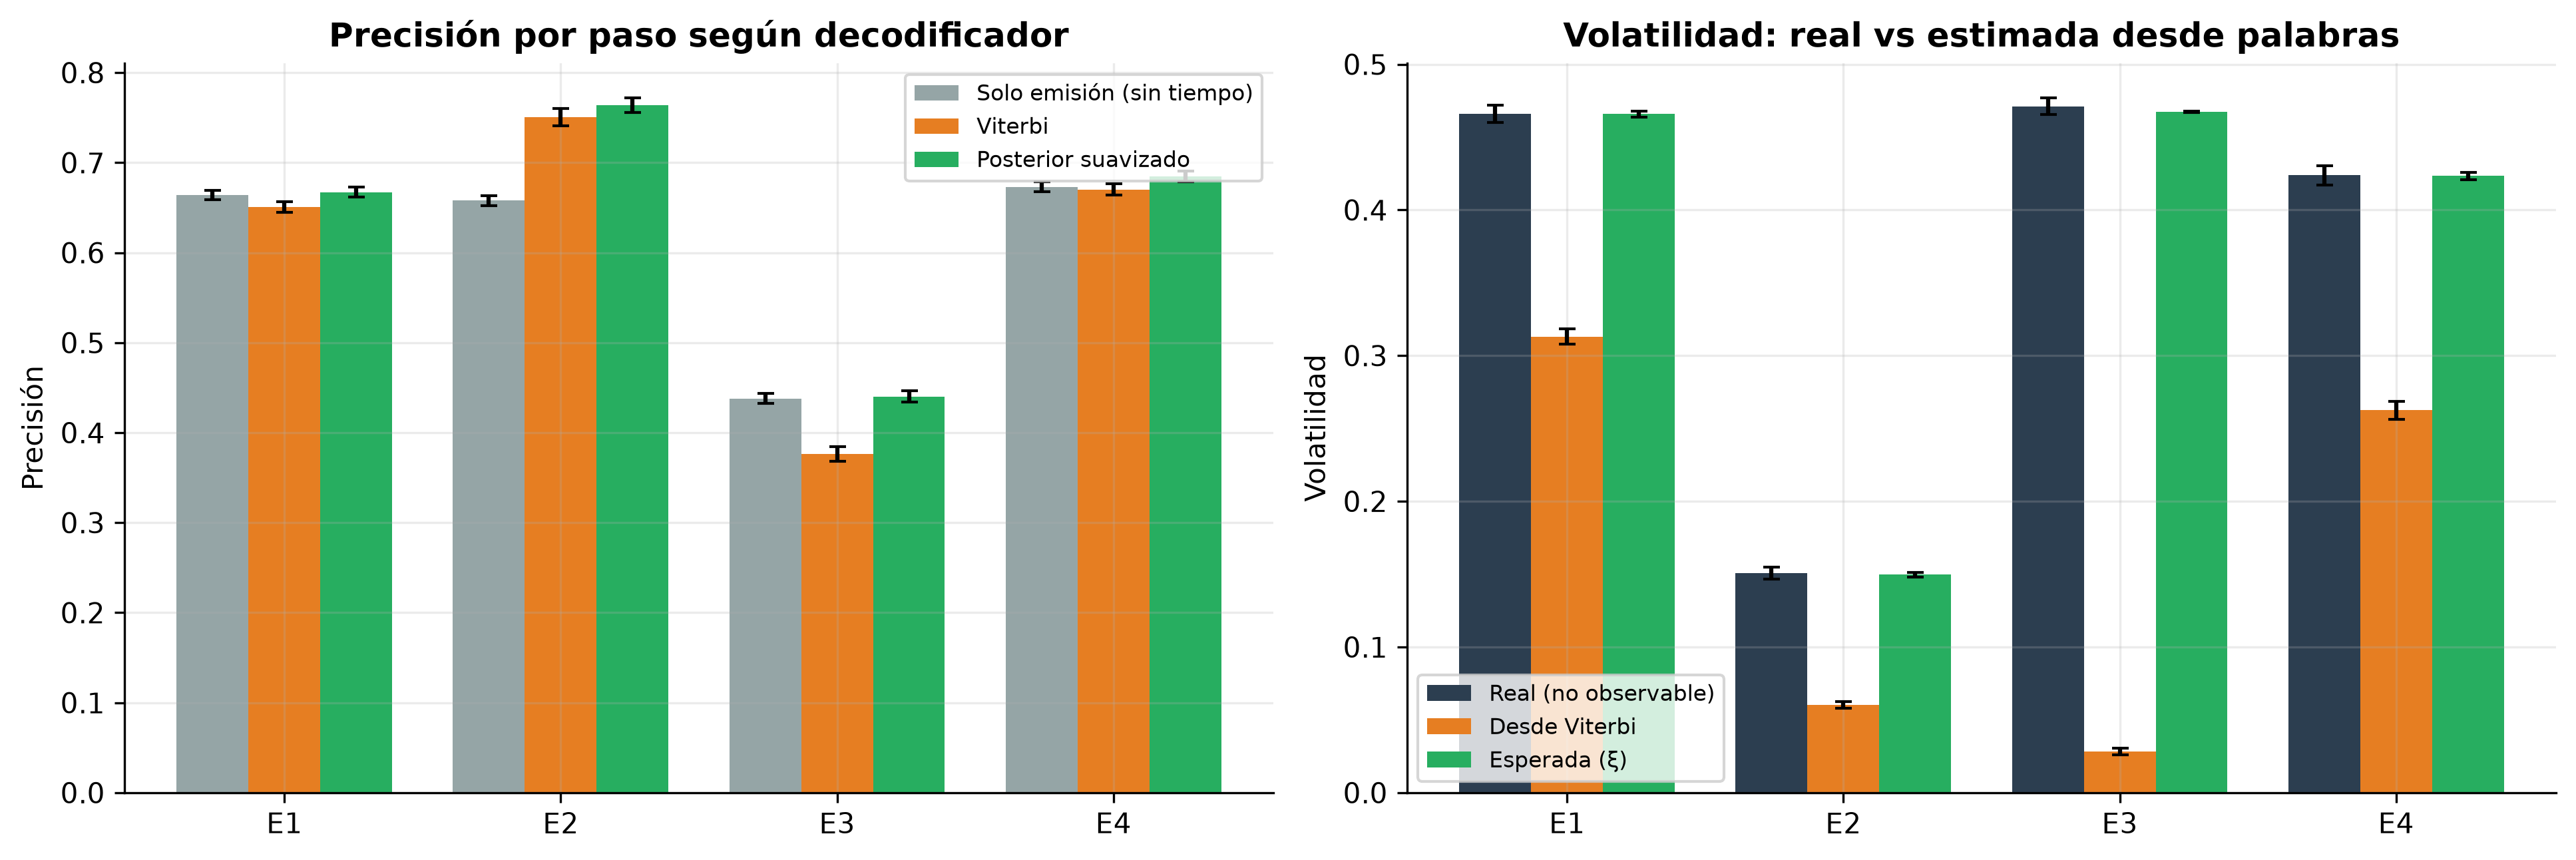 Precisión por paso según decodificador
Precisión
0.8
0.7
0.6
0.5
0.4
0.3
0.2
0.1
0.0
Solo emisión (sin tiempo)
Viterbi
Posterior suavizado
E1
E2
E3
E4
Volatilidad: real vs estimada desde palabras
Volatilidad
0.5
0.4
0.3
0.2
0.1
0.0
Real (no observable)
Desde Viterbi
Esperada (ξ)
E1
E2
E3
E4